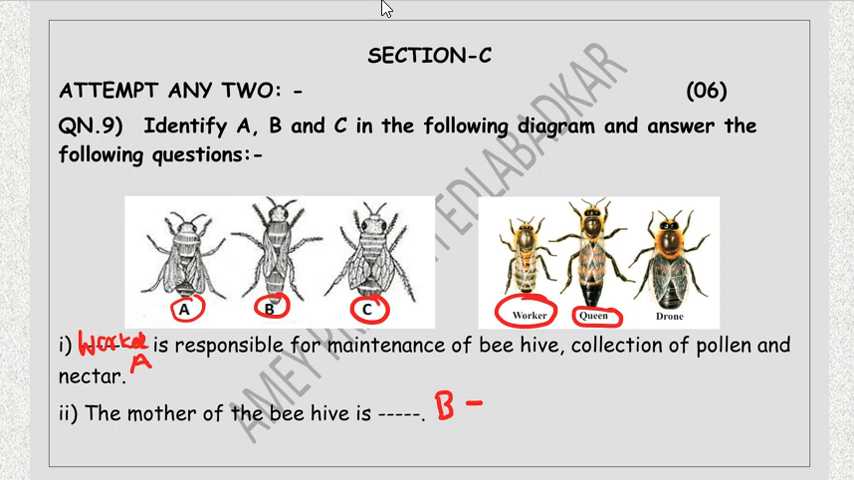 SECTION-C
ATTEMPT ANY TWO: - (06)
QN.9) Identify A, B and C in the following diagram and answer the
following questions:-
A B C Worker Queen Drone
i) Worker is responsible for maintenance of bee hive, collection of pollen and
A
nectar.
ii) The mother of the bee hive is -----. B -